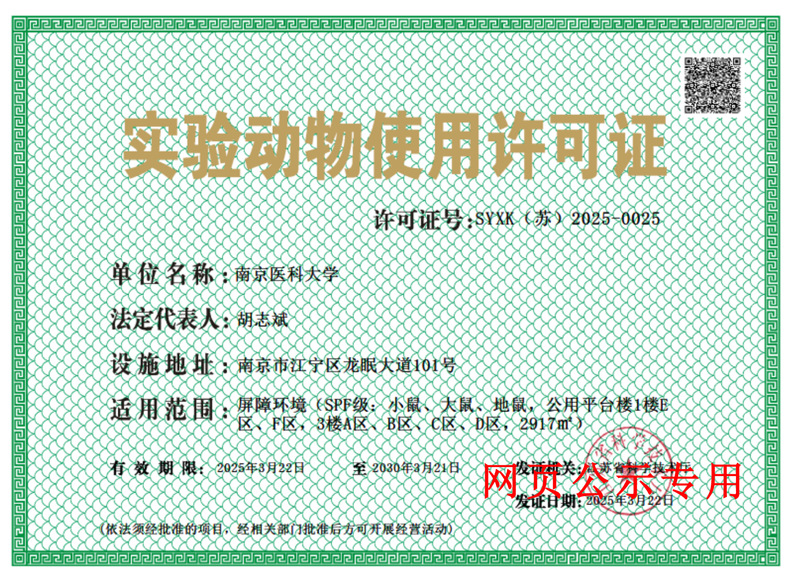 实验动物使用许可证
许可证号:SYXK（苏）2025-0025
单位名称：南京医科大学
法定代表人：胡志斌
设施地址：南京市江宁区龙眠大道101号
适用范围：屏障环境（SPF级：小鼠、大鼠、地鼠，公用平台楼1楼E
区、F区，3楼A区、B区、C区、D区，2917㎡）
有效期限：2025年3月22日 至 2030年3月21日 发证机关:江苏省科学技术厅
网页公示专用
发证日期:2025年3月22日
(依法须经批准的项目，经相关部门批准后方可开展经营活动)